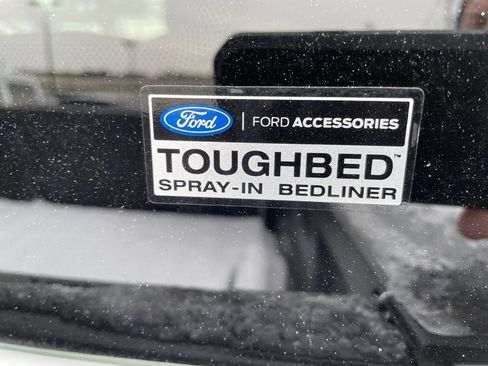 Ford | FORD ACCESSORIES
TOUGHBED™
SPRAY-IN BEDLINER